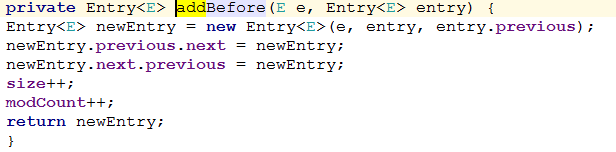 private Entry<E> addBefore(E e, Entry<E> entry) {
Entry<E> newEntry = new Entry<E>(e, entry, entry.previous);
newEntry.previous.next = newEntry;
newEntry.next.previous = newEntry;
size++;
modCount++;
return newEntry;
}